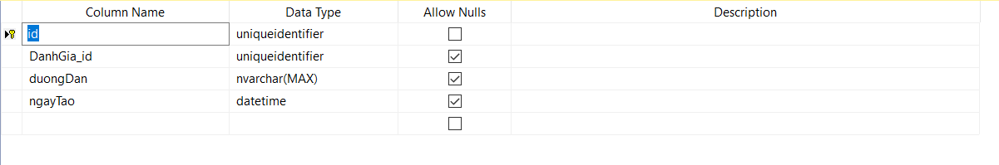 Column Name Data Type Allow Nulls Description
id uniqueidentifier
DanhGia_id uniqueidentifier
duongDan nvarchar(MAX)
ngayTao datetime